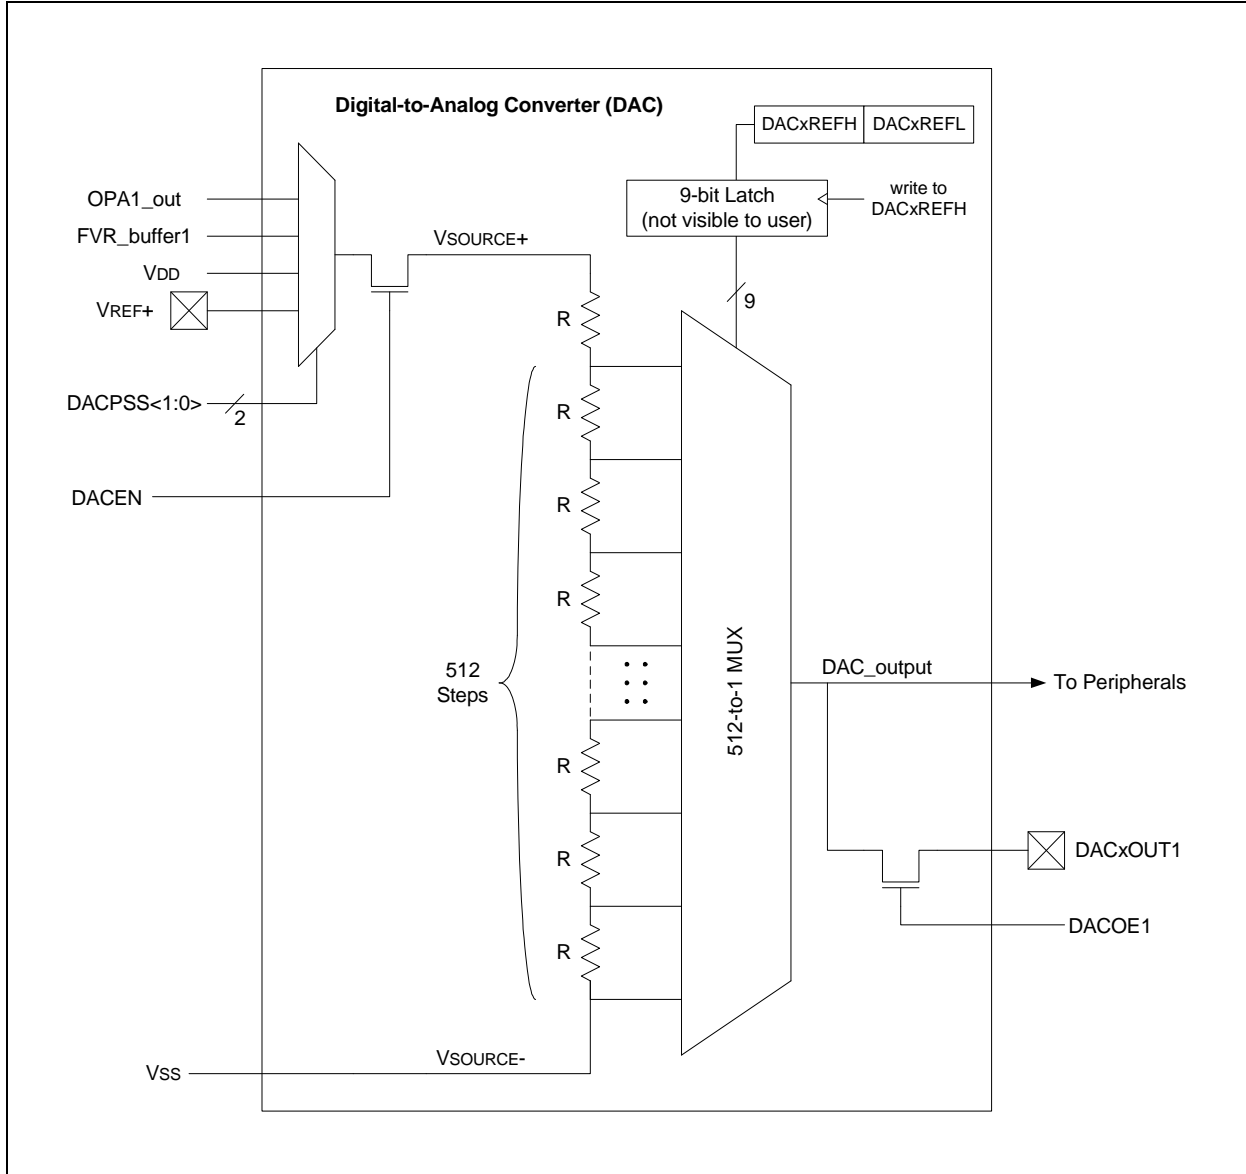 Digital-to-Analog Converter (DAC)
DACxREFH DACxREFL
9-bit Latch
(not visible to user)
write to
DACxREFH
OPA1_out
FVR_buffer1
VDD
VREF+
VSOURCE+
9
R
DACPSS<1:0>
2
R
DACEN
R
R
512
Steps
512-to-1 MUX
DAC_output
To Peripherals
R
R
DACxOUT1
R
DACOE1
VSOURCE-
VSS